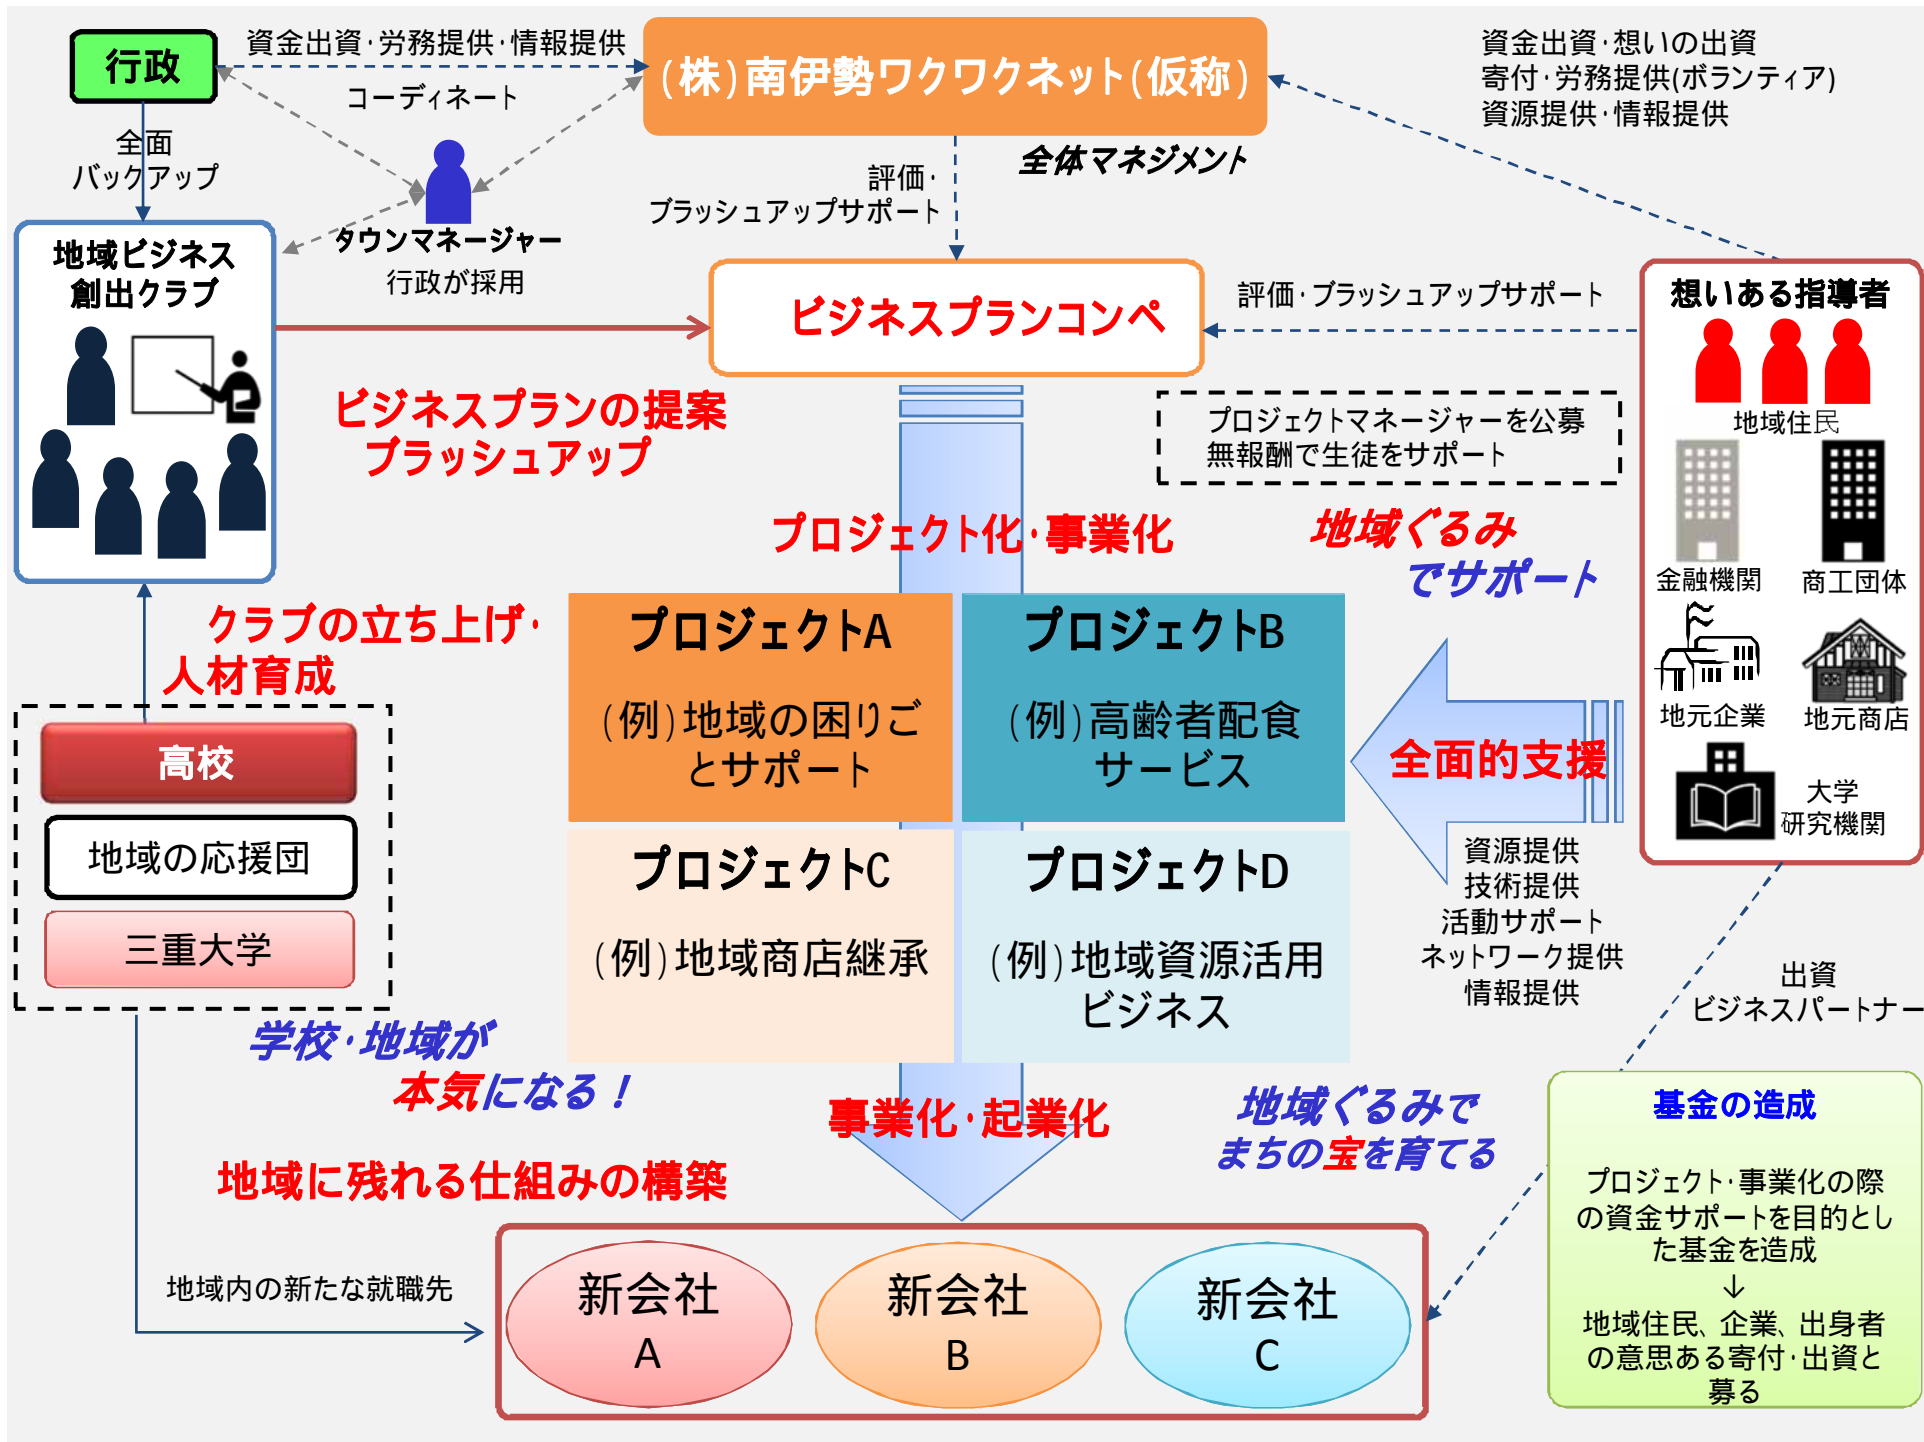 行政
資金出資・労務提供・情報提供
(株)南伊勢ワクワクネット(仮称)
資金出資・想いの出資
寄付・労務提供(ボランティア)
資源提供・情報提供
コーディネート
全面
バックアップ
全体マネジメント
評価・
ブラッシュアップサポート
タウンマネージャー
行政が採用
地域ビジネス
創出クラブ
ビジネスプランコンペ
評価・ブラッシュアップサポート
想いある指導者
地域住民
金融機関
商工団体
地元企業
地元商店
大学
研究機関
ビジネスプランの提案
ブラッシュアップ
プロジェクトマネージャーを公募
無報酬で生徒をサポート
プロジェクト化・事業化
地域ぐるみ
でサポート
クラブの立ち上げ・
人材育成
プロジェクトA
(例)地域の困りご
とサポート
プロジェクトB
(例)高齢者配食
サービス
全面的支援
高校
地域の応援団
三重大学
プロジェクトC
(例)地域商店継承
プロジェクトD
(例)地域資源活用
ビジネス
資源提供
技術提供
活動サポート
ネットワーク提供
情報提供
出資
ビジネスパートナー
学校・地域が
本気になる！
事業化・起業化
地域ぐるみで
まちの宝を育てる
地域に残れる仕組みの構築
基金の造成
プロジェクト・事業化の際
の資金サポートを目的とし
た基金を造成
↓
地域住民、企業、出身者
の意思ある寄付・出資と
募る
地域内の新たな就職先
新会社
A
新会社
B
新会社
C